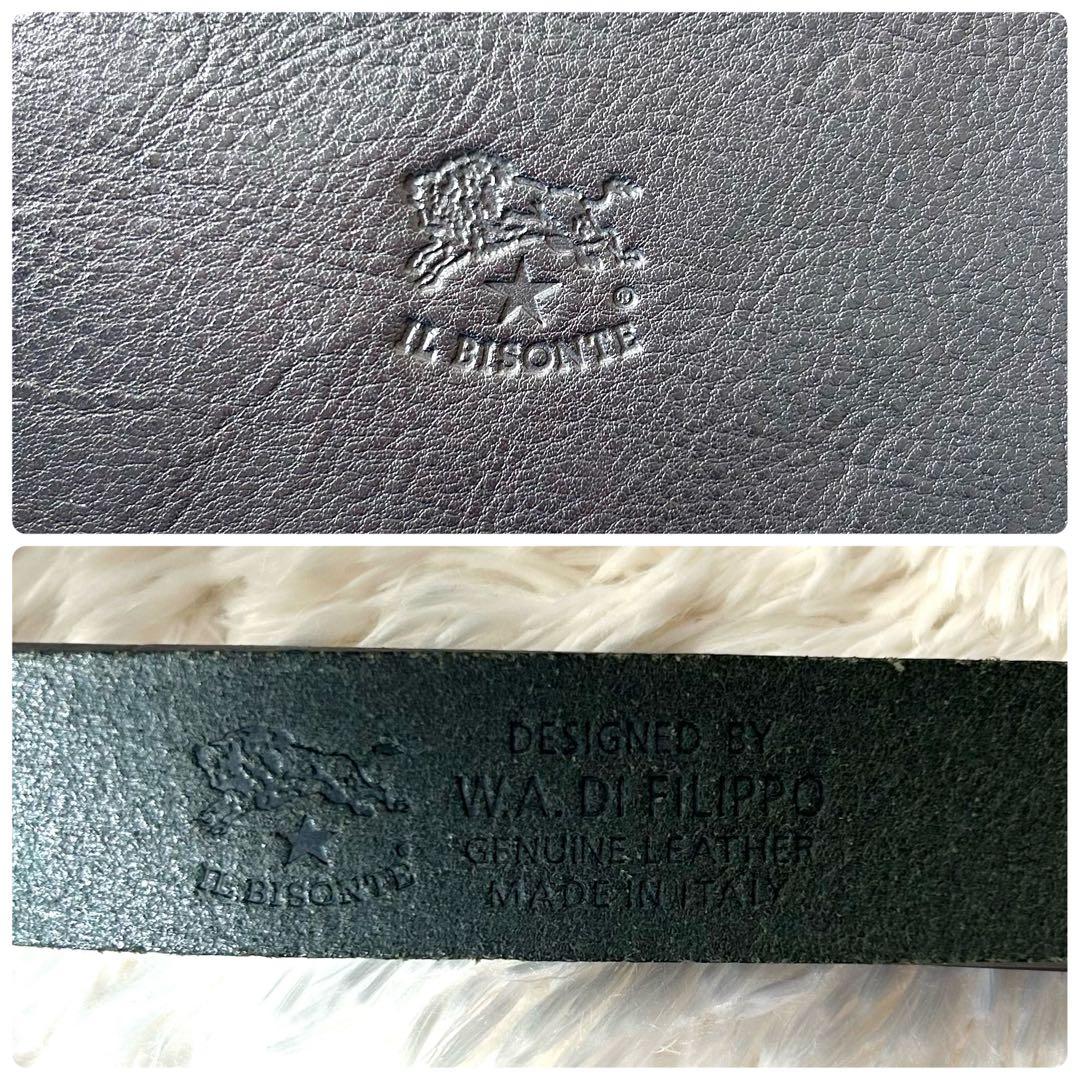 ®
IL BISONTE
DESIGNED BY
W.A. DI FILIPPO
GENUINE LEATHER
MADE IN ITALY
®
IL BISONTE